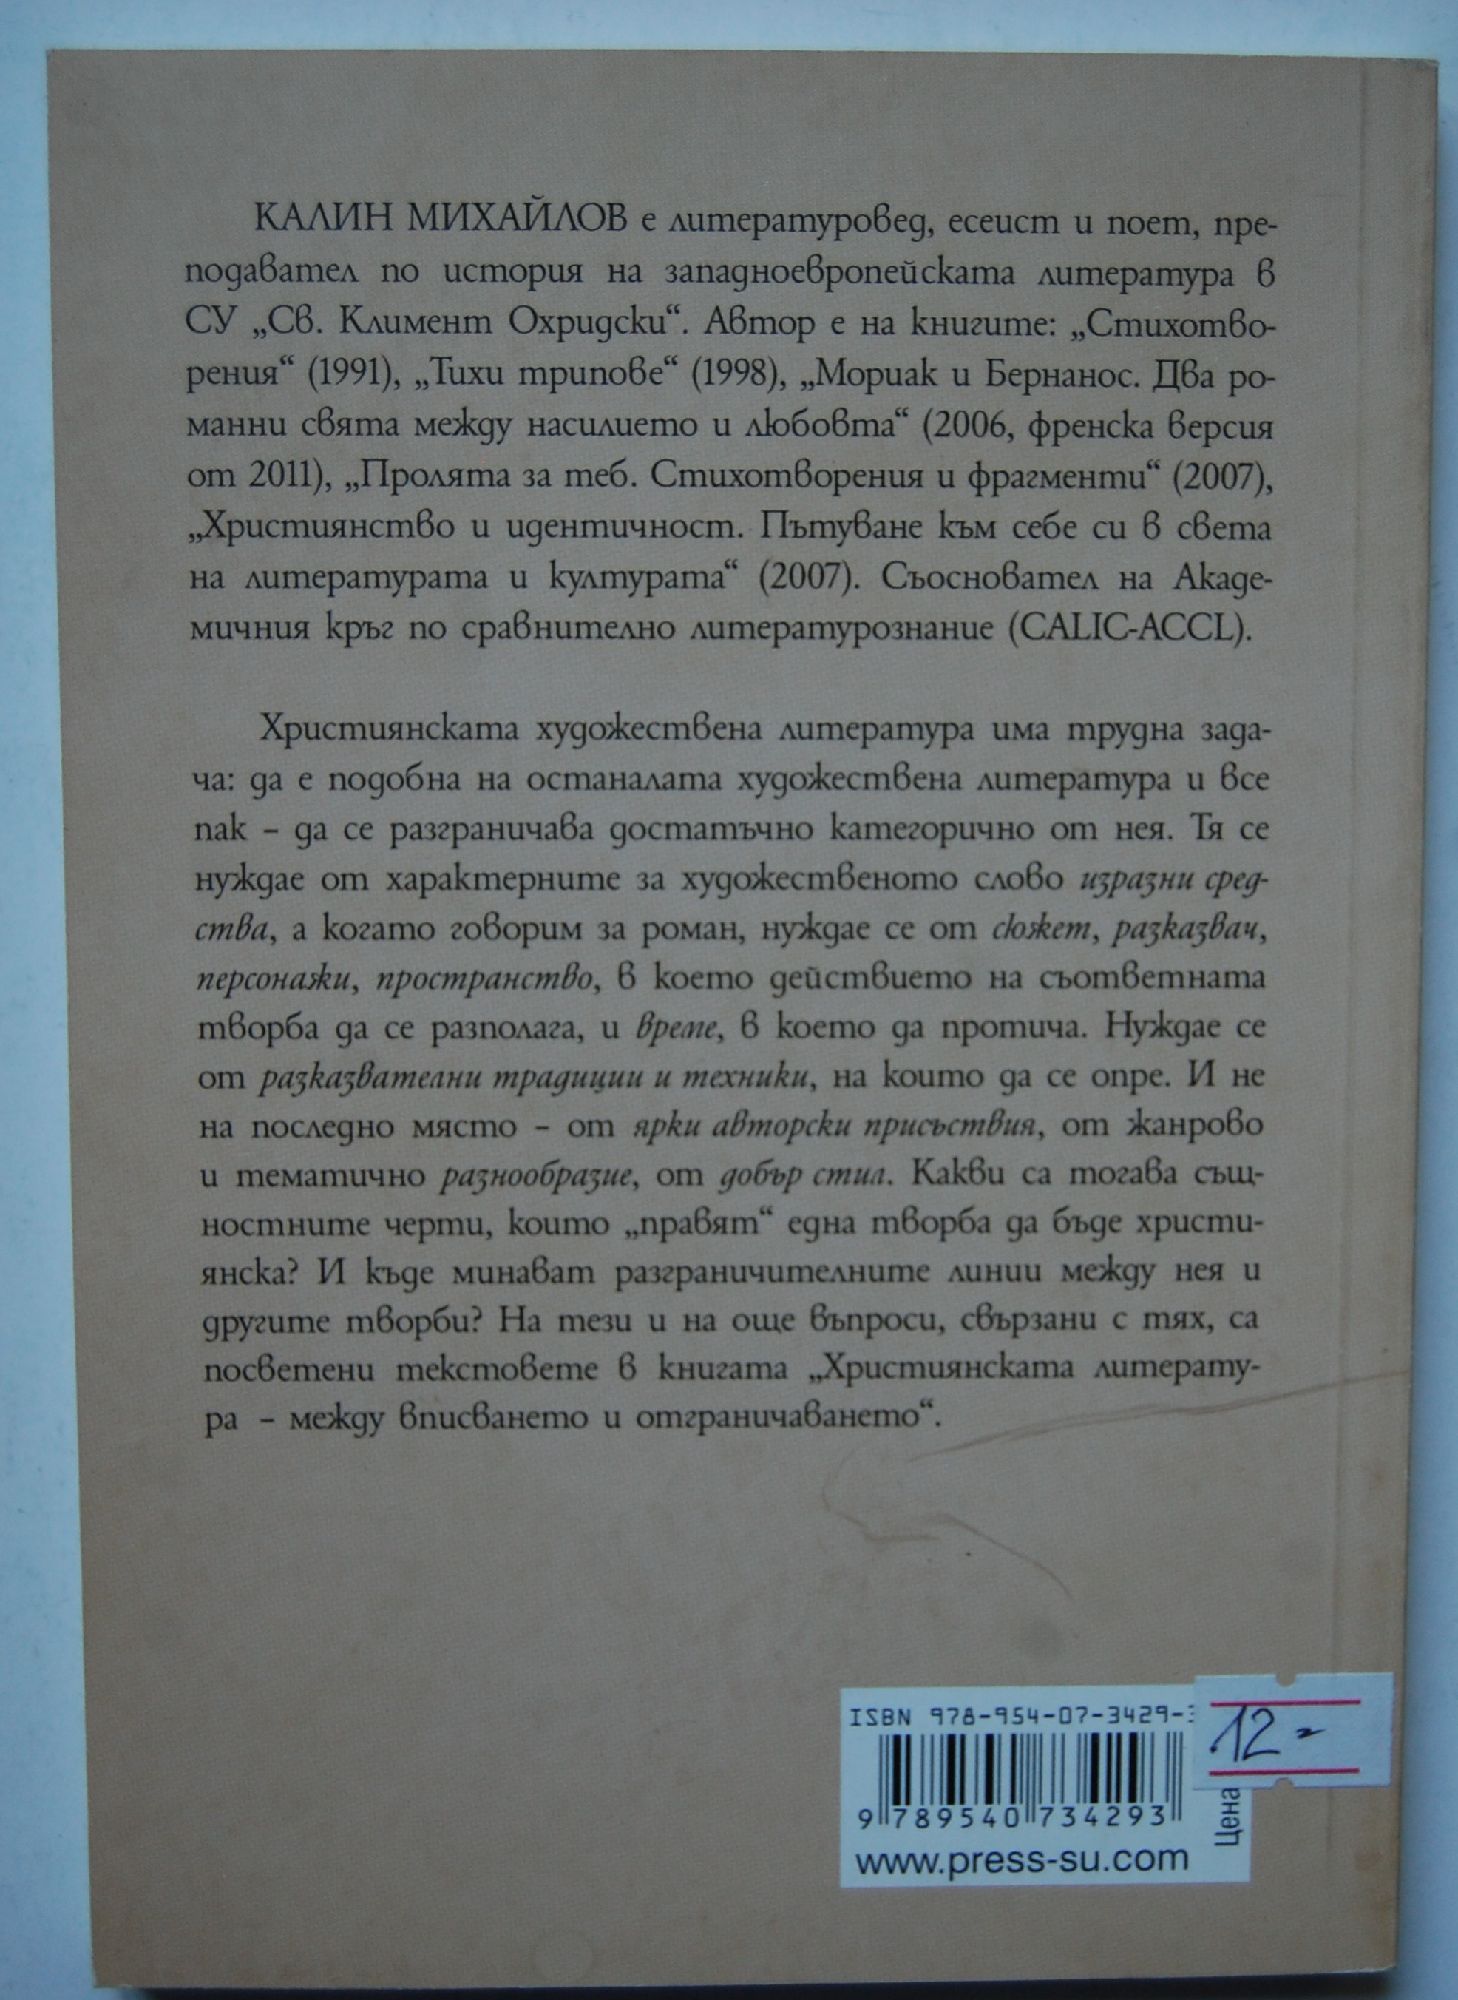 КАЛИН МИХАЙЛОВ е литературовед, есеист и поет, пре-
подавател по история на западноевропейската литература в
СУ „Св. Климент Охридски“. Автор е на книгите: „Стихотво-
рения“ (1991), „Тихи трипове“ (1998), „Мориак и Бернанос. Два ро-
манни свята между насилието и любовта“ (2006, френска версия
от 2011), „Пролята за теб. Стихотворения и фрагменти“ (2007),
„Християнство и идентичност. Пътуване към себе си в света
на литературата и културата“ (2007). Съосновател на Акаде-
мичния кръг по сравнително литературознание (CALIC-ACCL).
Християнската художествена литература има трудна зада-
ча: да е подобна на останалата художествена литература и все
пак – да се разграничава достатъчно категорично от нея. Тя се
нуждае от характерните за художественото слово изразни сред-
ства, а когато говорим за роман, нуждае се от сюжет, разказвач,
персонажи, пространство, в което действието на съответната
творба да се разполага, и време, в което да протича. Нуждае се
от разказвателни традиции и техники, на които да се опре. И не
на последно място – от ярки авторски присъствия, от жанрово
и тематично разнообразие, от добър стил. Какви са тогава същ-
ностните черти, които „правят“ една творба да бъде христи-
янска? И къде минават разграничителните линии между нея и
другите творби? На тези и на още въпроси, свързани с тях, са
посветени текстовете в книгата „Християнската литерату-
ра – между вписването и отграничаването“.
ISBN 978-954-07-3429-3
12-
9 789540 734293
Цена
www.press-su.com